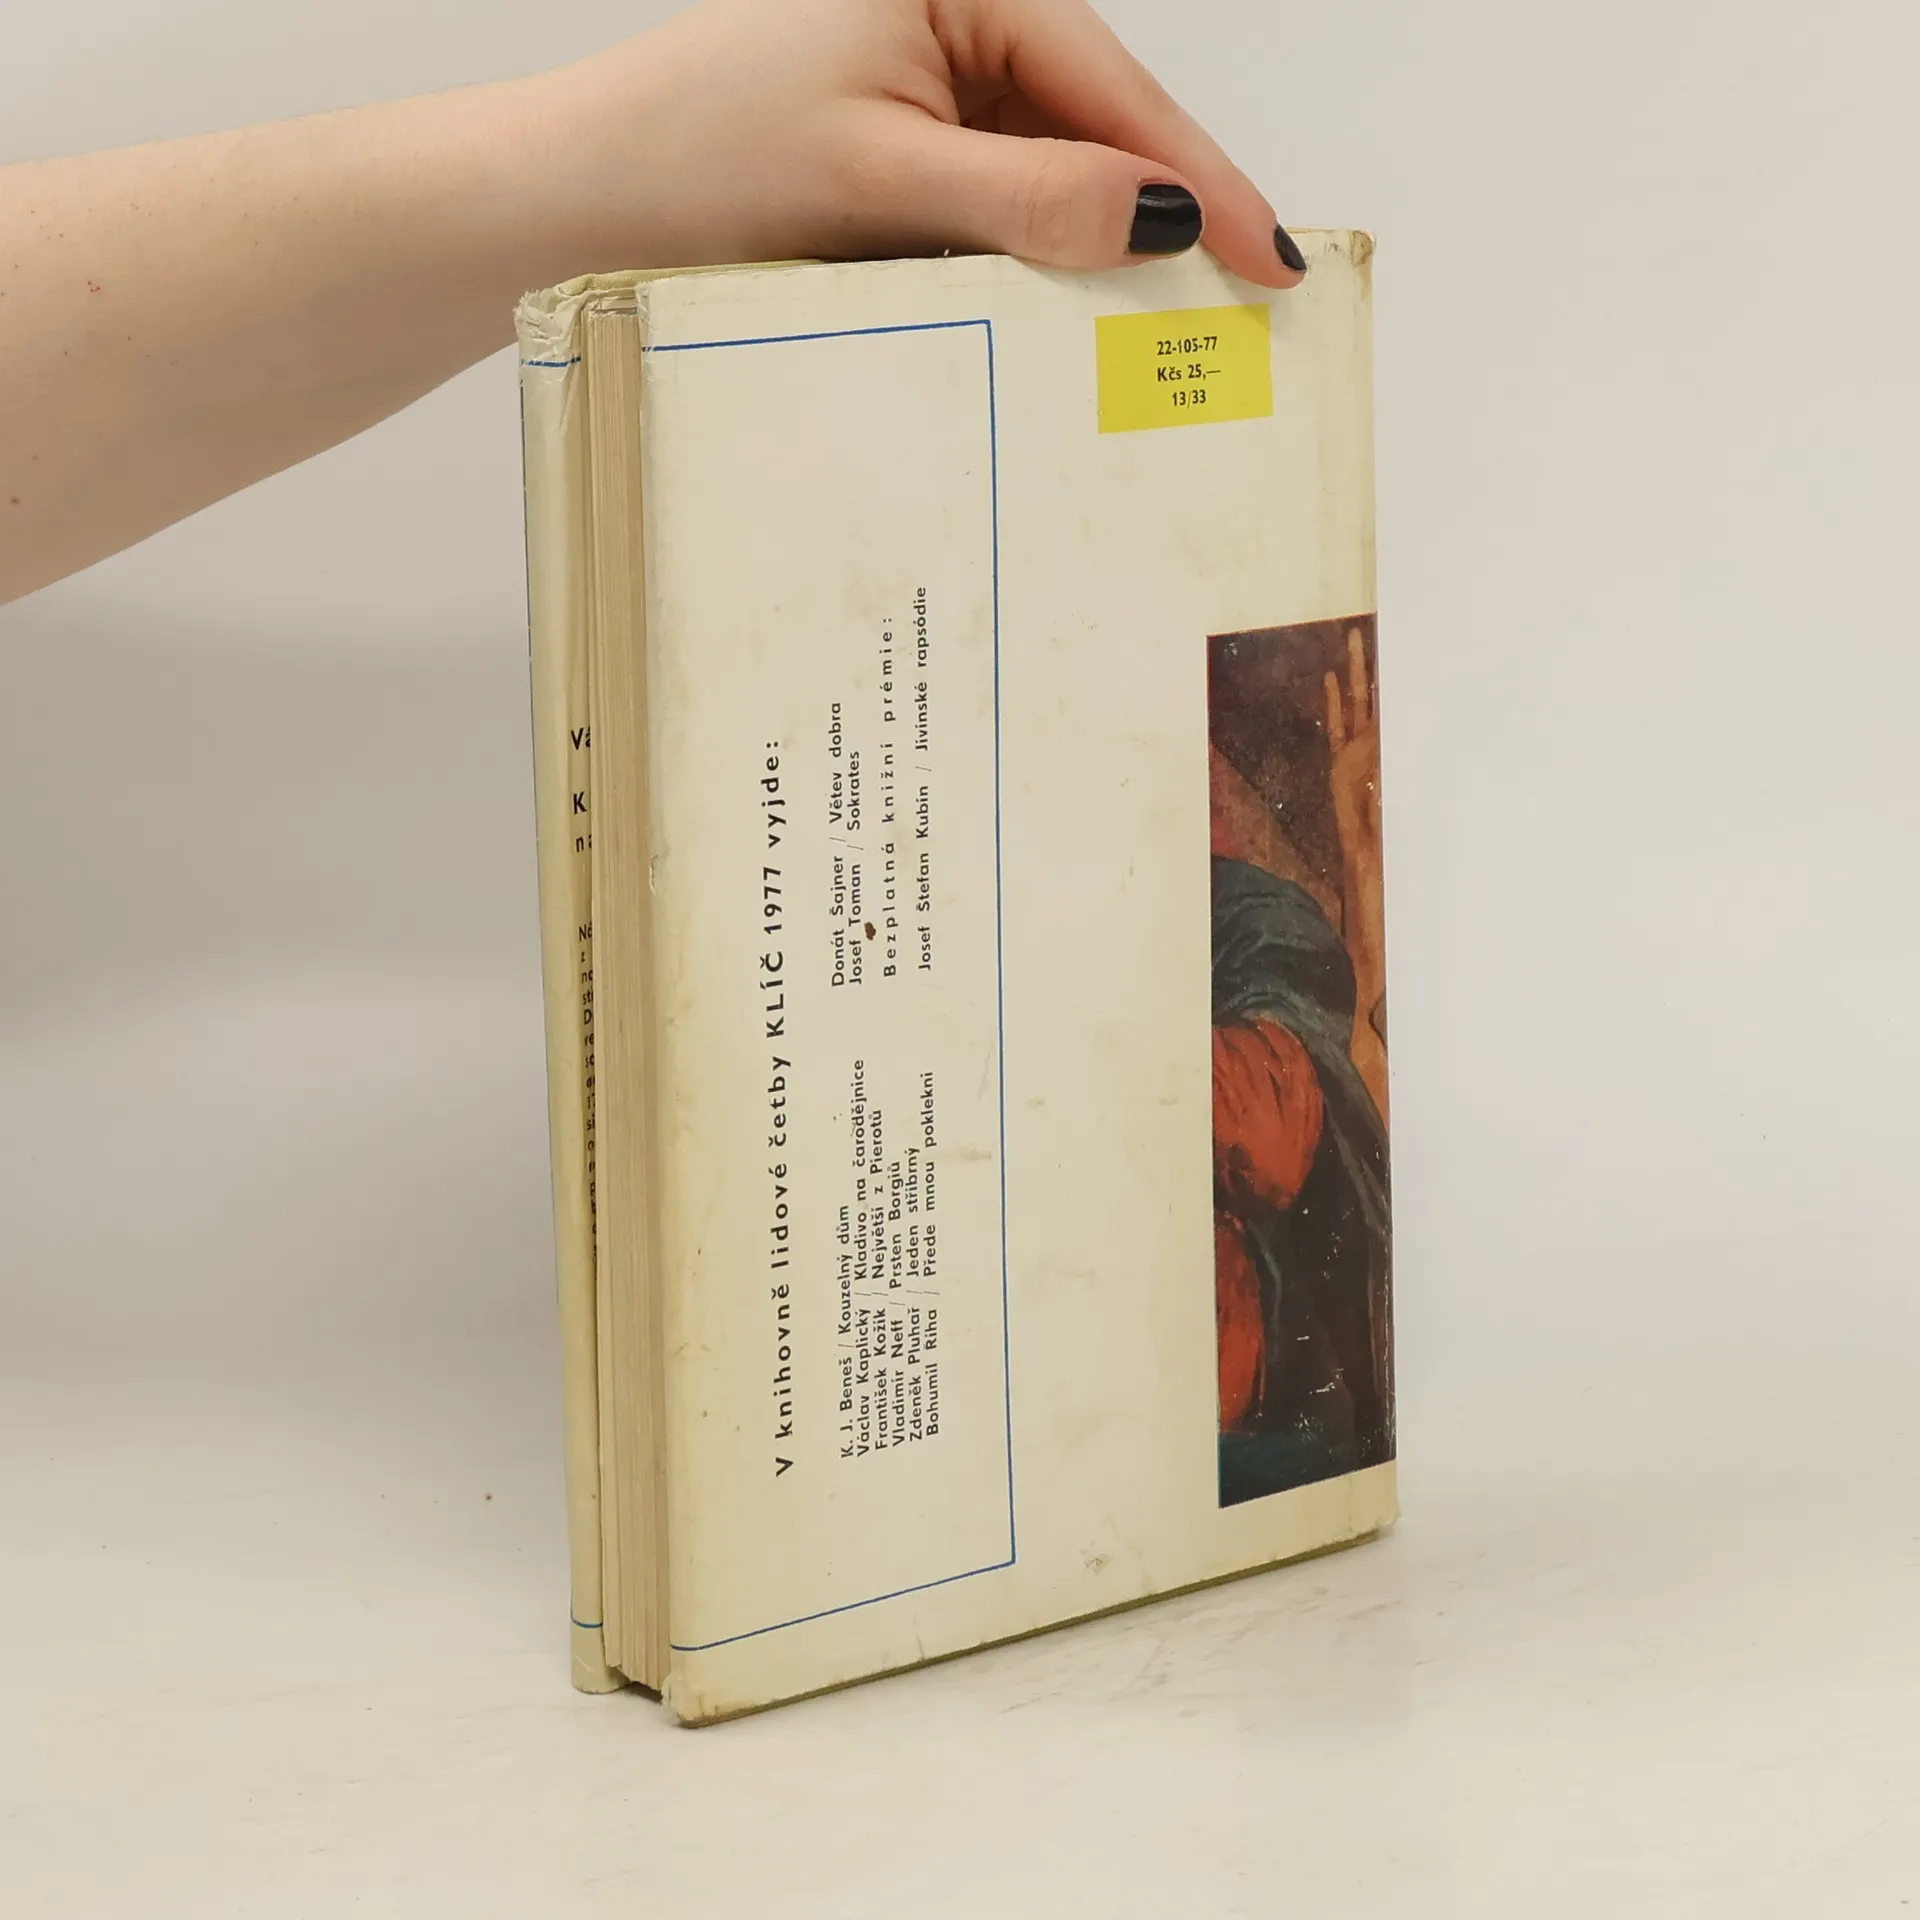 22-105-77
Kčs 25,—
13/33
V knihovně lidové četby KLÍČ 1977 vyjde:
K. J. Beneš / Kouzelný dům
Václav Kaplický / Kladivo na čarodějnice
František Kožík / Největší z Pierotů
Vladimír Neff / Prsten Borgiů
Zdeněk Pluhař / Jeden stříbrný
Bohumil Říha / Přede mnou poklekni
Donát Šajner / Větev dobra
Josef Toman / Sokrates
Bezplatná knižní prémie:
Josef Štefan Kubín / Jivínské rapsódie